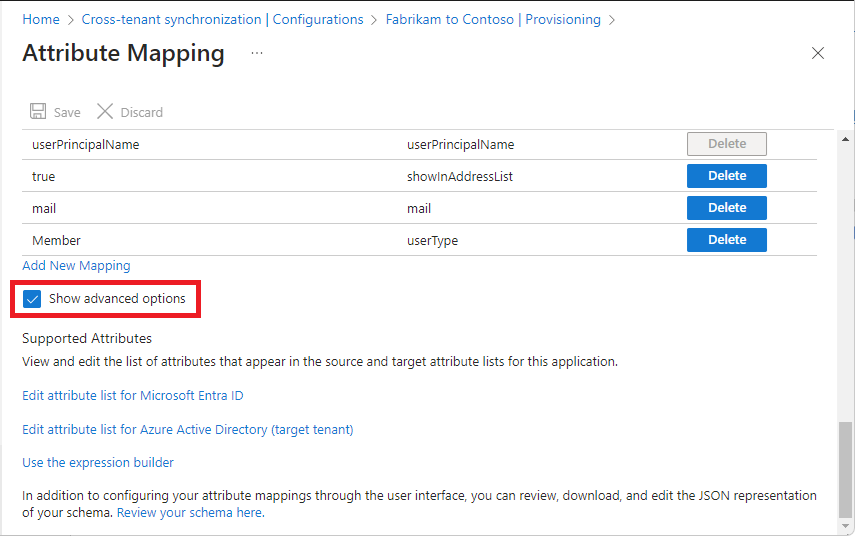 Home > Cross-tenant synchronization | Configurations > Fabrikam to Contoso | Provisioning >
Attribute Mapping ...
Save Discard
userPrincipalName userPrincipalName Delete
true showInAddressList Delete
mail mail Delete
Member userType Delete
Add New Mapping
Show advanced options
Supported Attributes
View and edit the list of attributes that appear in the source and target attribute lists for this application.
Edit attribute list for Microsoft Entra ID
Edit attribute list for Azure Active Directory (target tenant)
Use the expression builder
In addition to configuring your attribute mappings through the user interface, you can review, download, and edit the JSON representation
of your schema. Review your schema here.